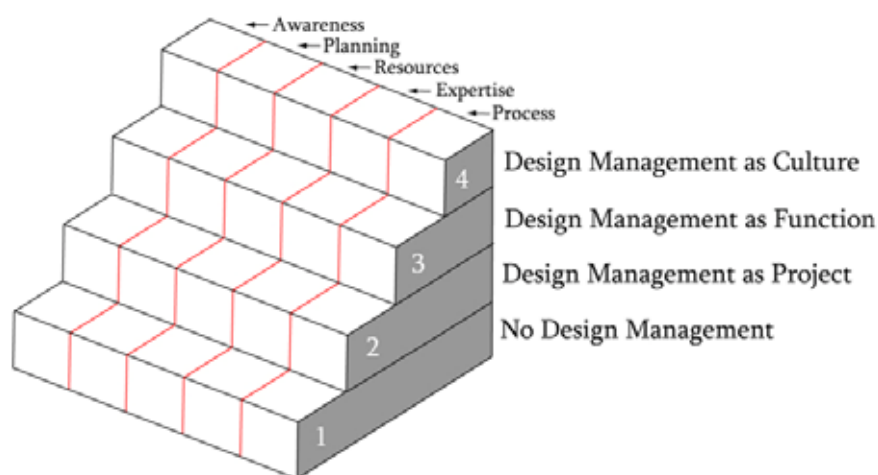 Awareness
Planning
Resources
Expertise
Process
4
Design Management as Culture
3
Design Management as Function
2
Design Management as Project
1
No Design Management